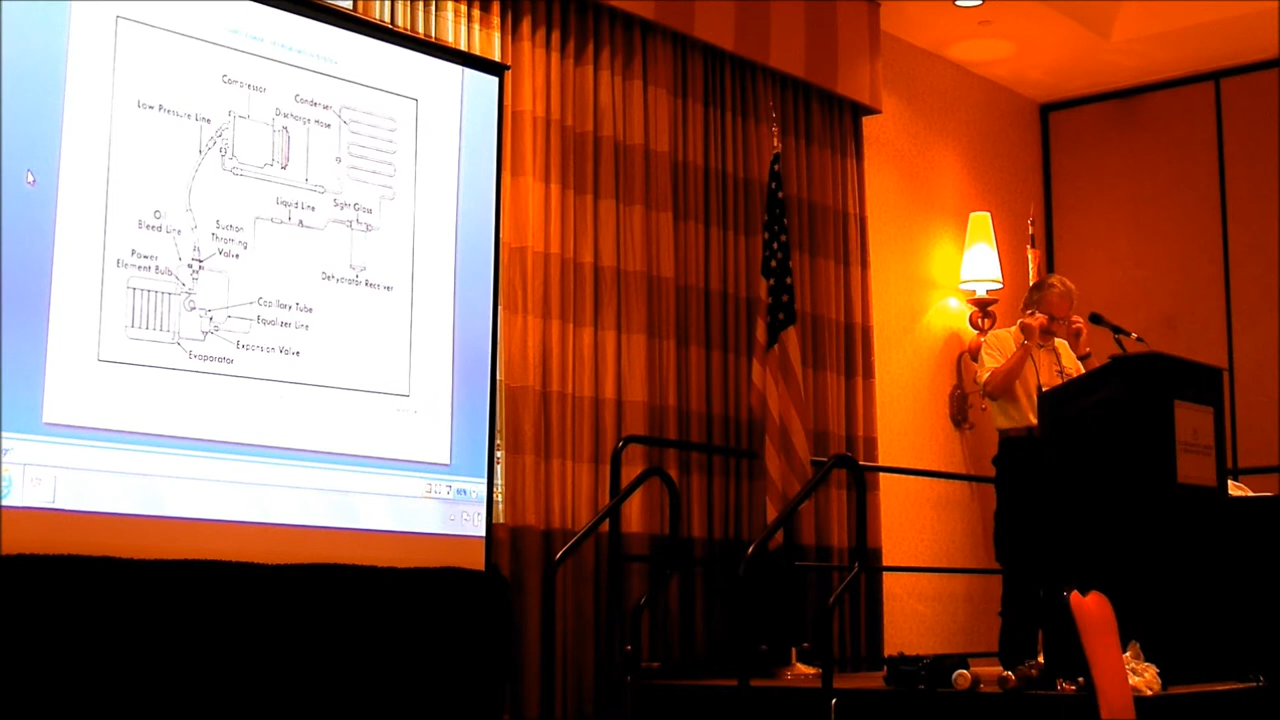 Compressor
Condenser
Low Pressure Line
Discharge Hose
Liquid Line
Sight Glass
Oil
Bleed Line
Suction
Throttling
Valve
Power
Element Bulb
Dehydrator Receiver
Capillary Tube
Equalizer Line
Expansion Valve
Evaporator